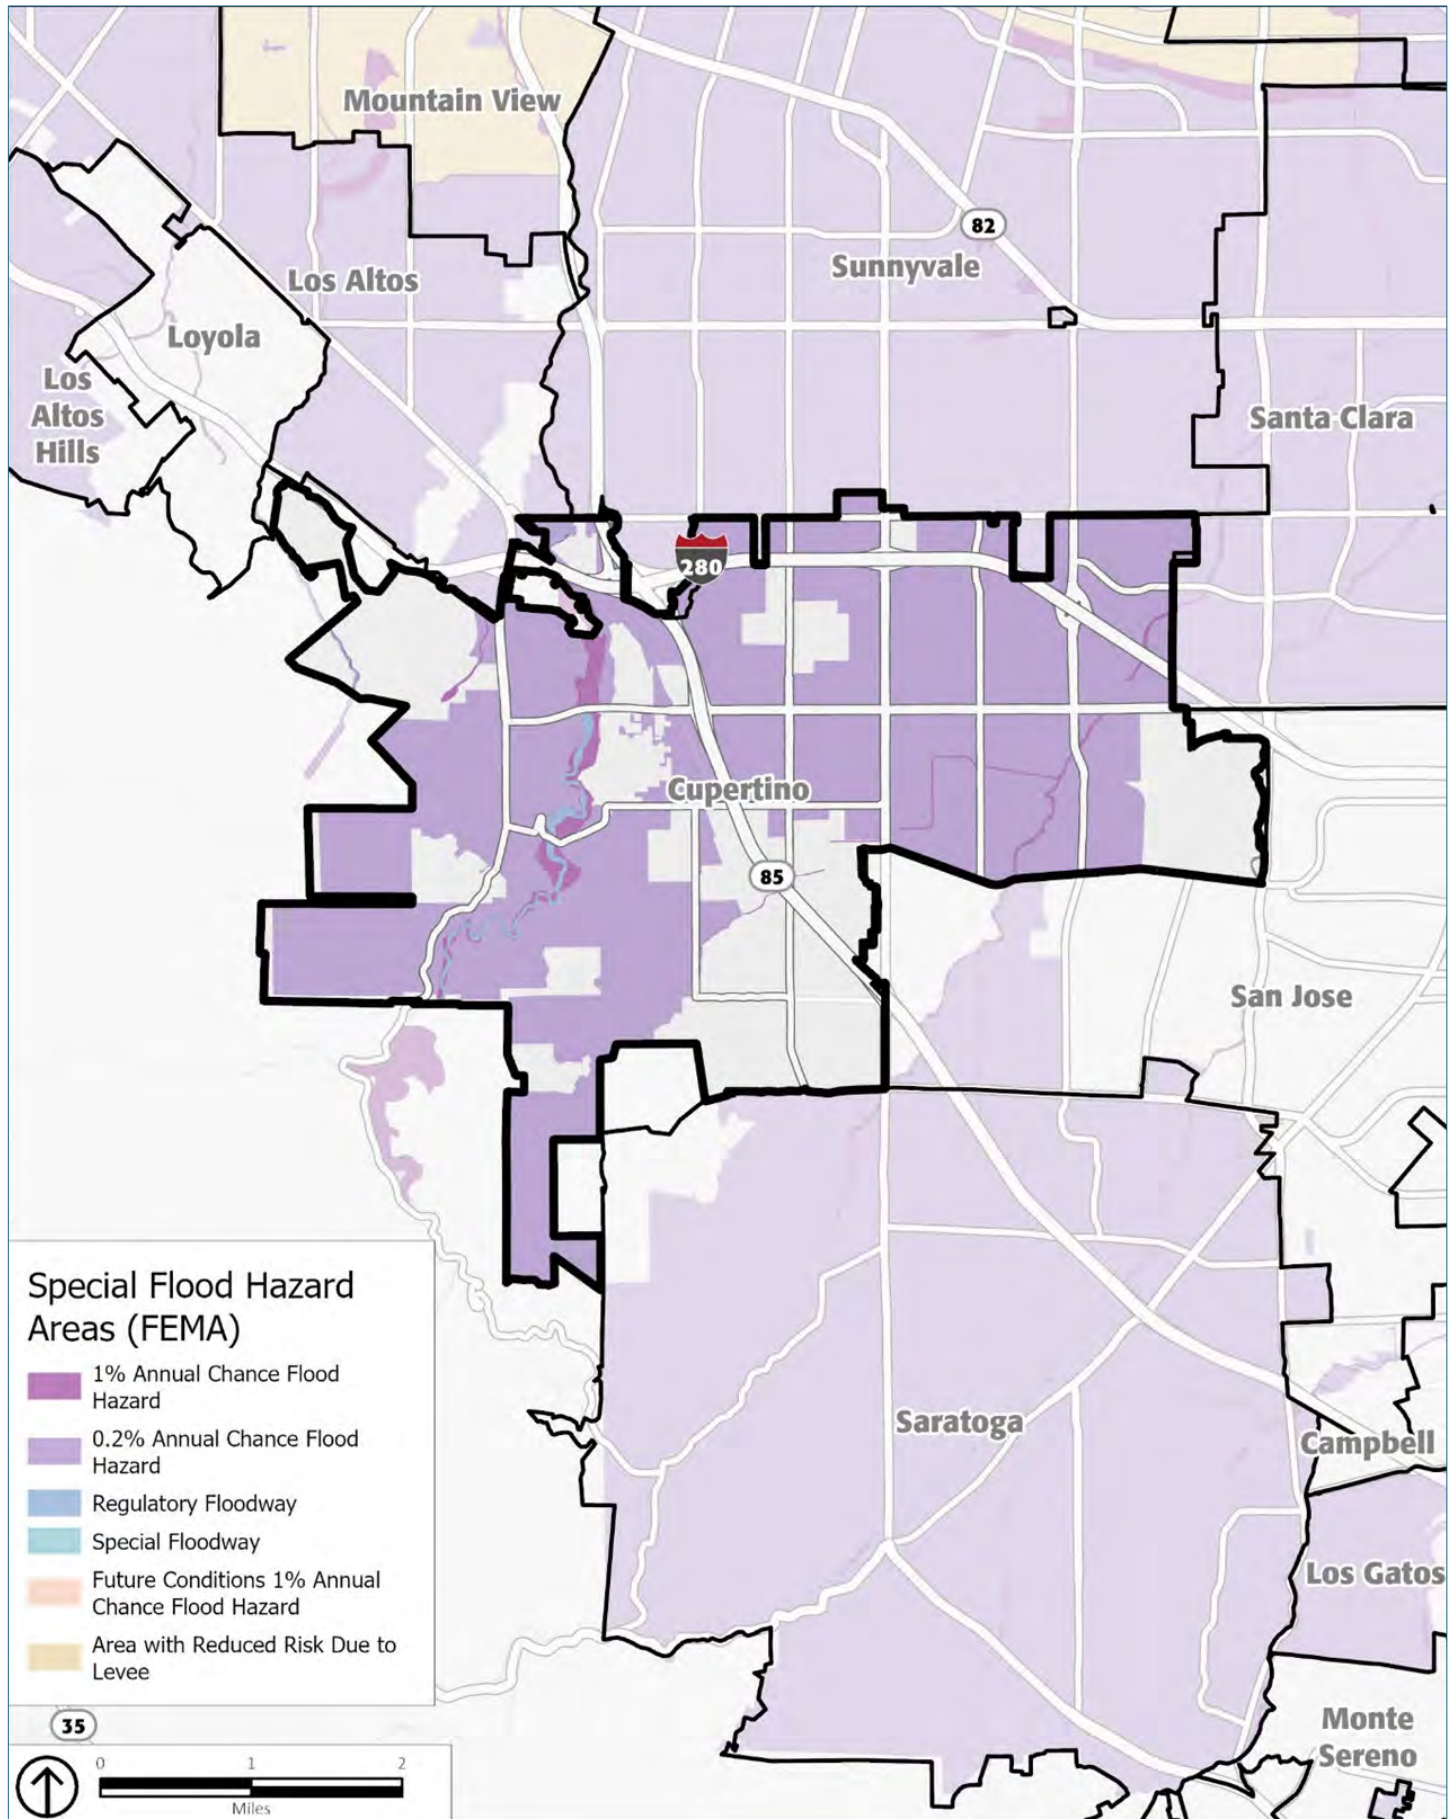 Mountain View
82
Sunnyvale
Los Altos
Loyola
Los
Altos
Hills
Santa Clara
280
Cupertino
85
San Jose
Saratoga
Campbell
Los Gatos
Monte
Sereno
Special Flood Hazard
Areas (FEMA)
1% Annual Chance Flood
Hazard
0.2% Annual Chance Flood
Hazard
Regulatory Floodway
Special Floodway
Future Conditions 1% Annual
Chance Flood Hazard
Area with Reduced Risk Due to
Levee
35
0 1 2
Miles